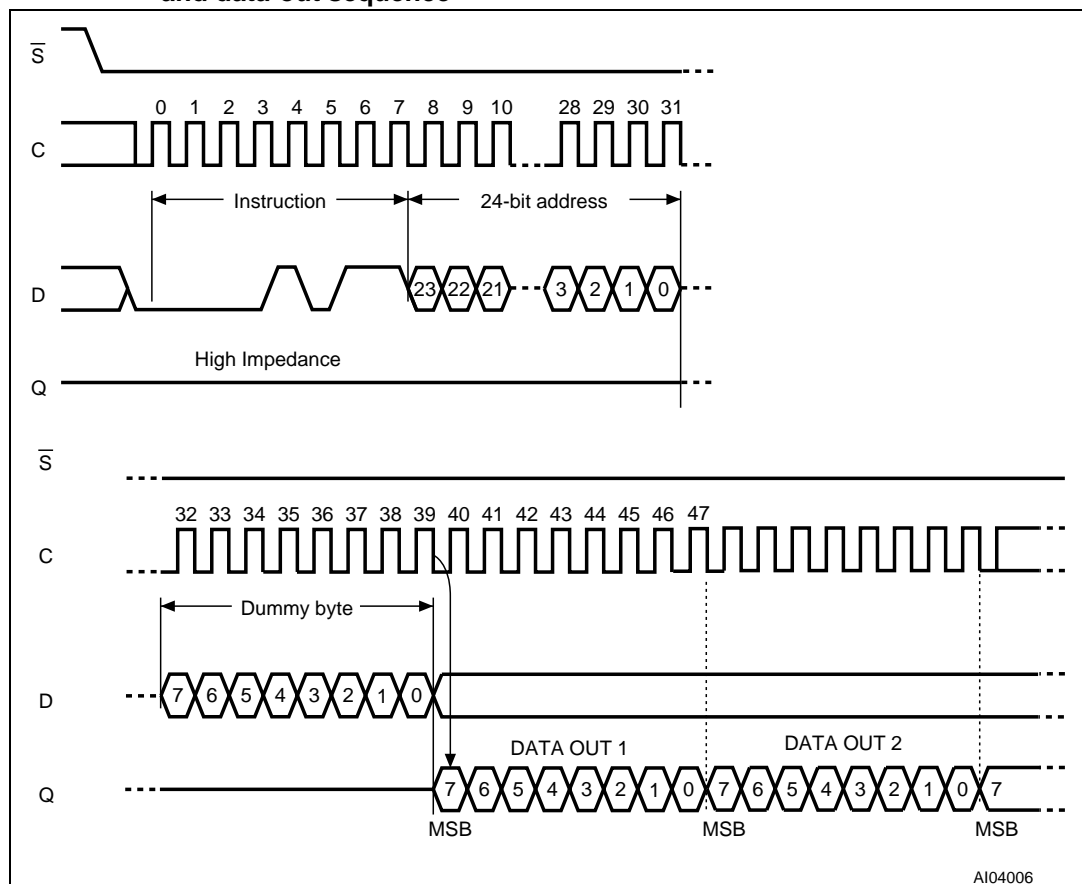 and data-out sequence
S
0 1 2 3 4 5 6 7 8 9 10 28 29 30 31
C
Instruction 24-bit address
D 23 22 21 3 2 1 0
High Impedance
Q
S
32 33 34 35 36 37 38 39 40 41 42 43 44 45 46 47
C
Dummy byte
D 7 6 5 4 3 2 1 0
DATA OUT 1 DATA OUT 2
Q 7 6 5 4 3 2 1 0 7 6 5 4 3 2 1 0 7
MSB MSB MSB
AI04006